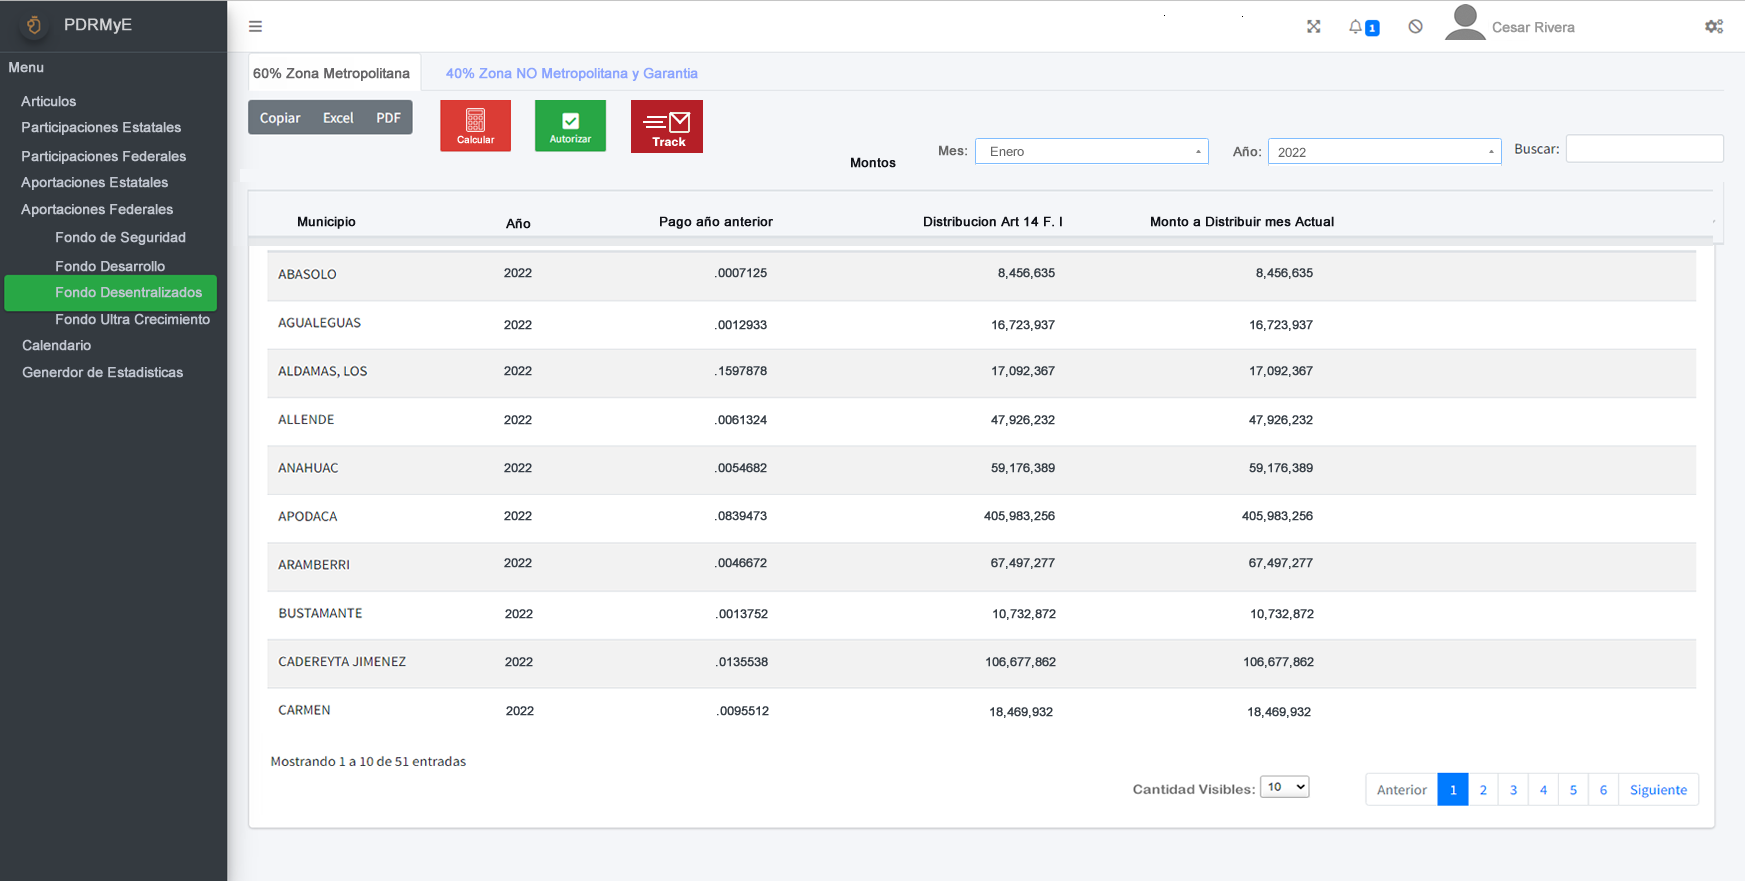 PDRMyE
1
Cesar Rivera
Menu
Articulos
Participaciones Estatales
Participaciones Federales
Aportaciones Estatales
Aportaciones Federales
Fondo de Seguridad
Fondo Desarrollo
Fondo Desentralizados
Fondo Ultra Crecimiento
Calendario
Generdor de Estadisticas
60% Zona Metropolitana 40% Zona NO Metropolitana y Garantia
Copiar Excel PDF Calcular Autorizar Track
Montos Mes: Enero Año: 2022 Buscar:
Municipio Año Pago año anterior Distribucion Art 14 F. I Monto a Distribuir mes Actual
ABASOLO 2022 .0007125 8,456,635 8,456,635
AGUALEGUAS 2022 .0012933 16,723,937 16,723,937
ALDAMAS, LOS 2022 .1597878 17,092,367 17,092,367
ALLENDE 2022 .0061324 47,926,232 47,926,232
ANAHUAC 2022 .0054682 59,176,389 59,176,389
APODACA 2022 .0839473 405,983,256 405,983,256
ARAMBERRI 2022 .0046672 67,497,277 67,497,277
BUSTAMANTE 2022 .0013752 10,732,872 10,732,872
CADEREYTA JIMENEZ 2022 .0135538 106,677,862 106,677,862
CARMEN 2022 .0095512 18,469,932 18,469,932
Mostrando 1 a 10 de 51 entradas
Cantidad Visibles: 10 Anterior 1 2 3 4 5 6 Siguiente